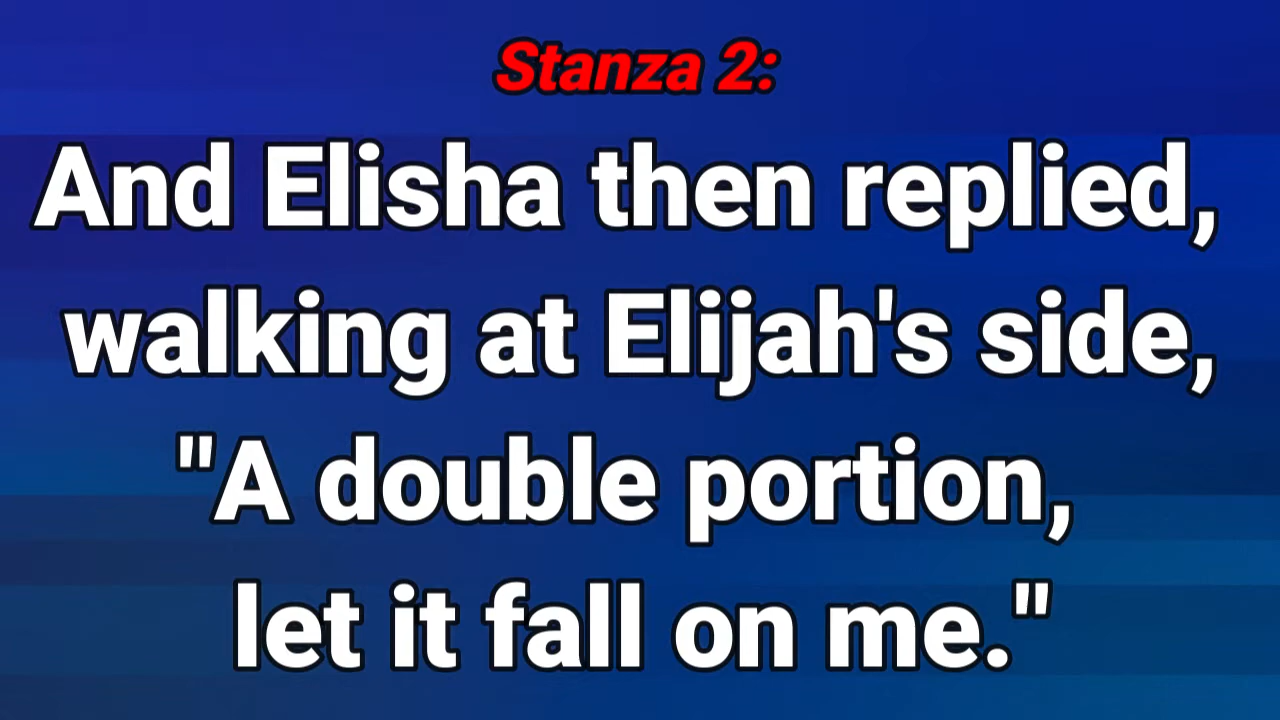 Stanza 2:
And Elisha then replied,
walking at Elijah's side,
"A double portion,
let it fall on me."